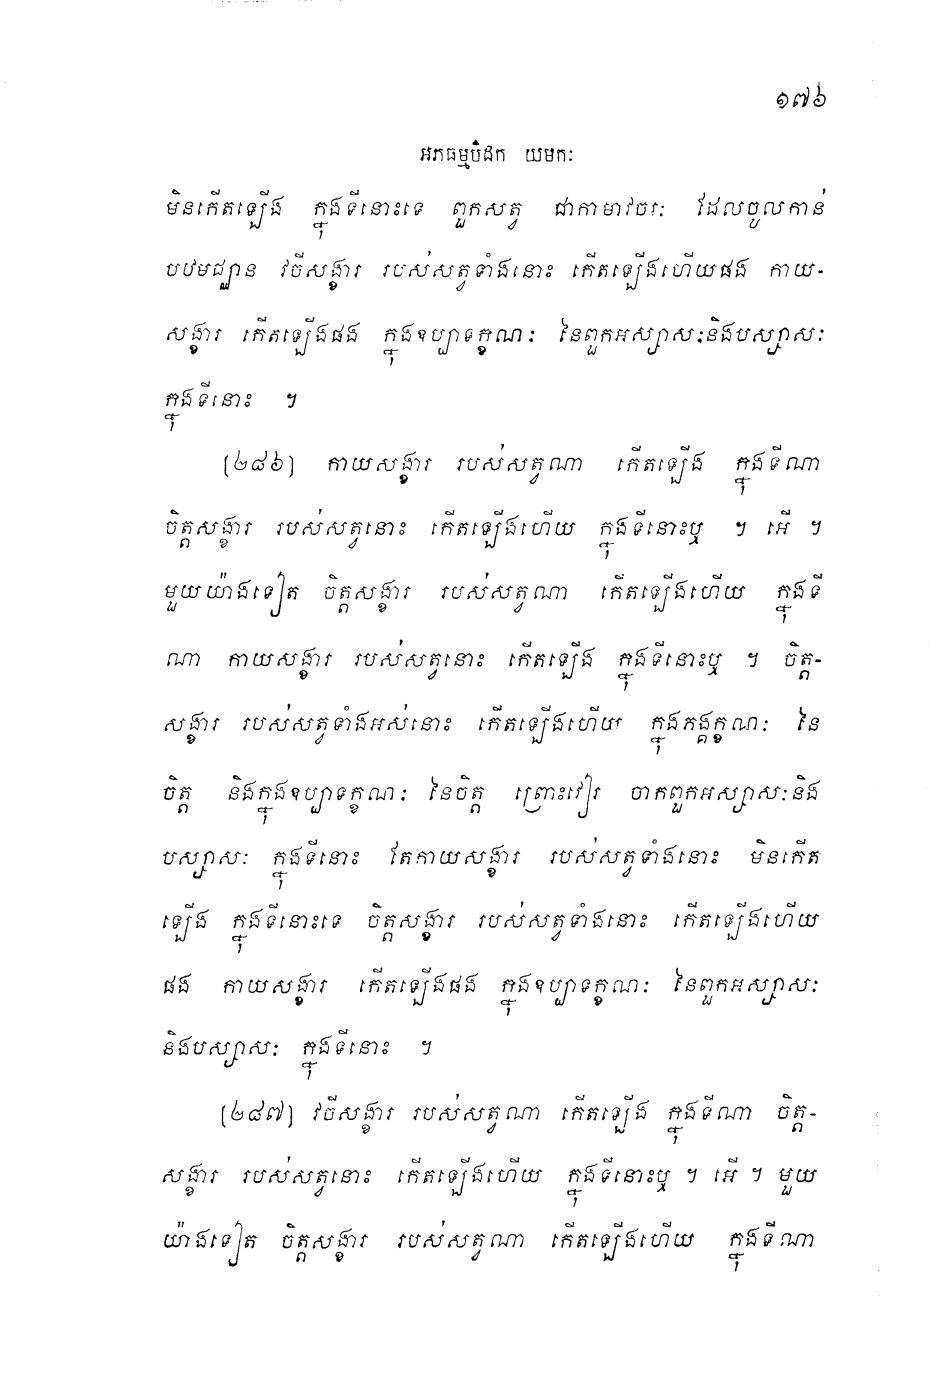 ១៧៦
អភិធម្មបិដក យមកៈ
មិនកើតឡើង ក្នុងទីនោះទេ ពួកសត្វ ជាកាមាវចរៈ ដែលចូលកាន់
បឋមជ្ឈាន វចីសង្ខារ របស់សត្វទាំងនោះ កើតឡើងហើយផង កាយ-
សង្ខារ កើតឡើងផង ក្នុងឧប្បាទក្ខណៈ នៃពួកអស្សាសៈនិងបស្សាសៈ
ក្នុងទីនោះ ។
(២៨៦) កាយសង្ខារ របស់សត្វណា កើតឡើង ក្នុងទីណា
ចិត្តសង្ខារ របស់សត្វនោះ កើតឡើងហើយ ក្នុងទីនោះឬ ។ អើ ។
មួយយ៉ាងទៀត ចិត្តសង្ខារ របស់សត្វណា កើតឡើងហើយ ក្នុងទី
ណា កាយសង្ខារ របស់សត្វនោះ កើតឡើង ក្នុងទីនោះឬ ។ ចិត្ត-
សង្ខារ របស់សត្វទាំងអស់នោះ កើតឡើងហើយ ក្នុងភង្គក្ខណៈ នៃ
ចិត្ត និងក្នុងឧប្បាទក្ខណៈ នៃចិត្ត ព្រោះវៀរ ចាកពួកអស្សាសៈនិង
បស្សាសៈ ក្នុងទីនោះ តែកាយសង្ខារ របស់សត្វទាំងនោះ មិនកើត
ឡើង ក្នុងទីនោះទេ ចិត្តសង្ខារ របស់សត្វទាំងនោះ កើតឡើងហើយ
ផង កាយសង្ខារ កើតឡើងផង ក្នុងឧប្បាទក្ខណៈ នៃពួកអស្សាសៈ
និងបស្សាសៈ ក្នុងទីនោះ ។
(២៨៧) វចីសង្ខារ របស់សត្វណា កើតឡើង ក្នុងទីណា ចិត្ត-
សង្ខារ របស់សត្វនោះ កើតឡើងហើយ ក្នុងទីនោះឬ ។ អើ ។ មួយ
យ៉ាងទៀត ចិត្តសង្ខារ របស់សត្វណា កើតឡើងហើយ ក្នុងទីណា